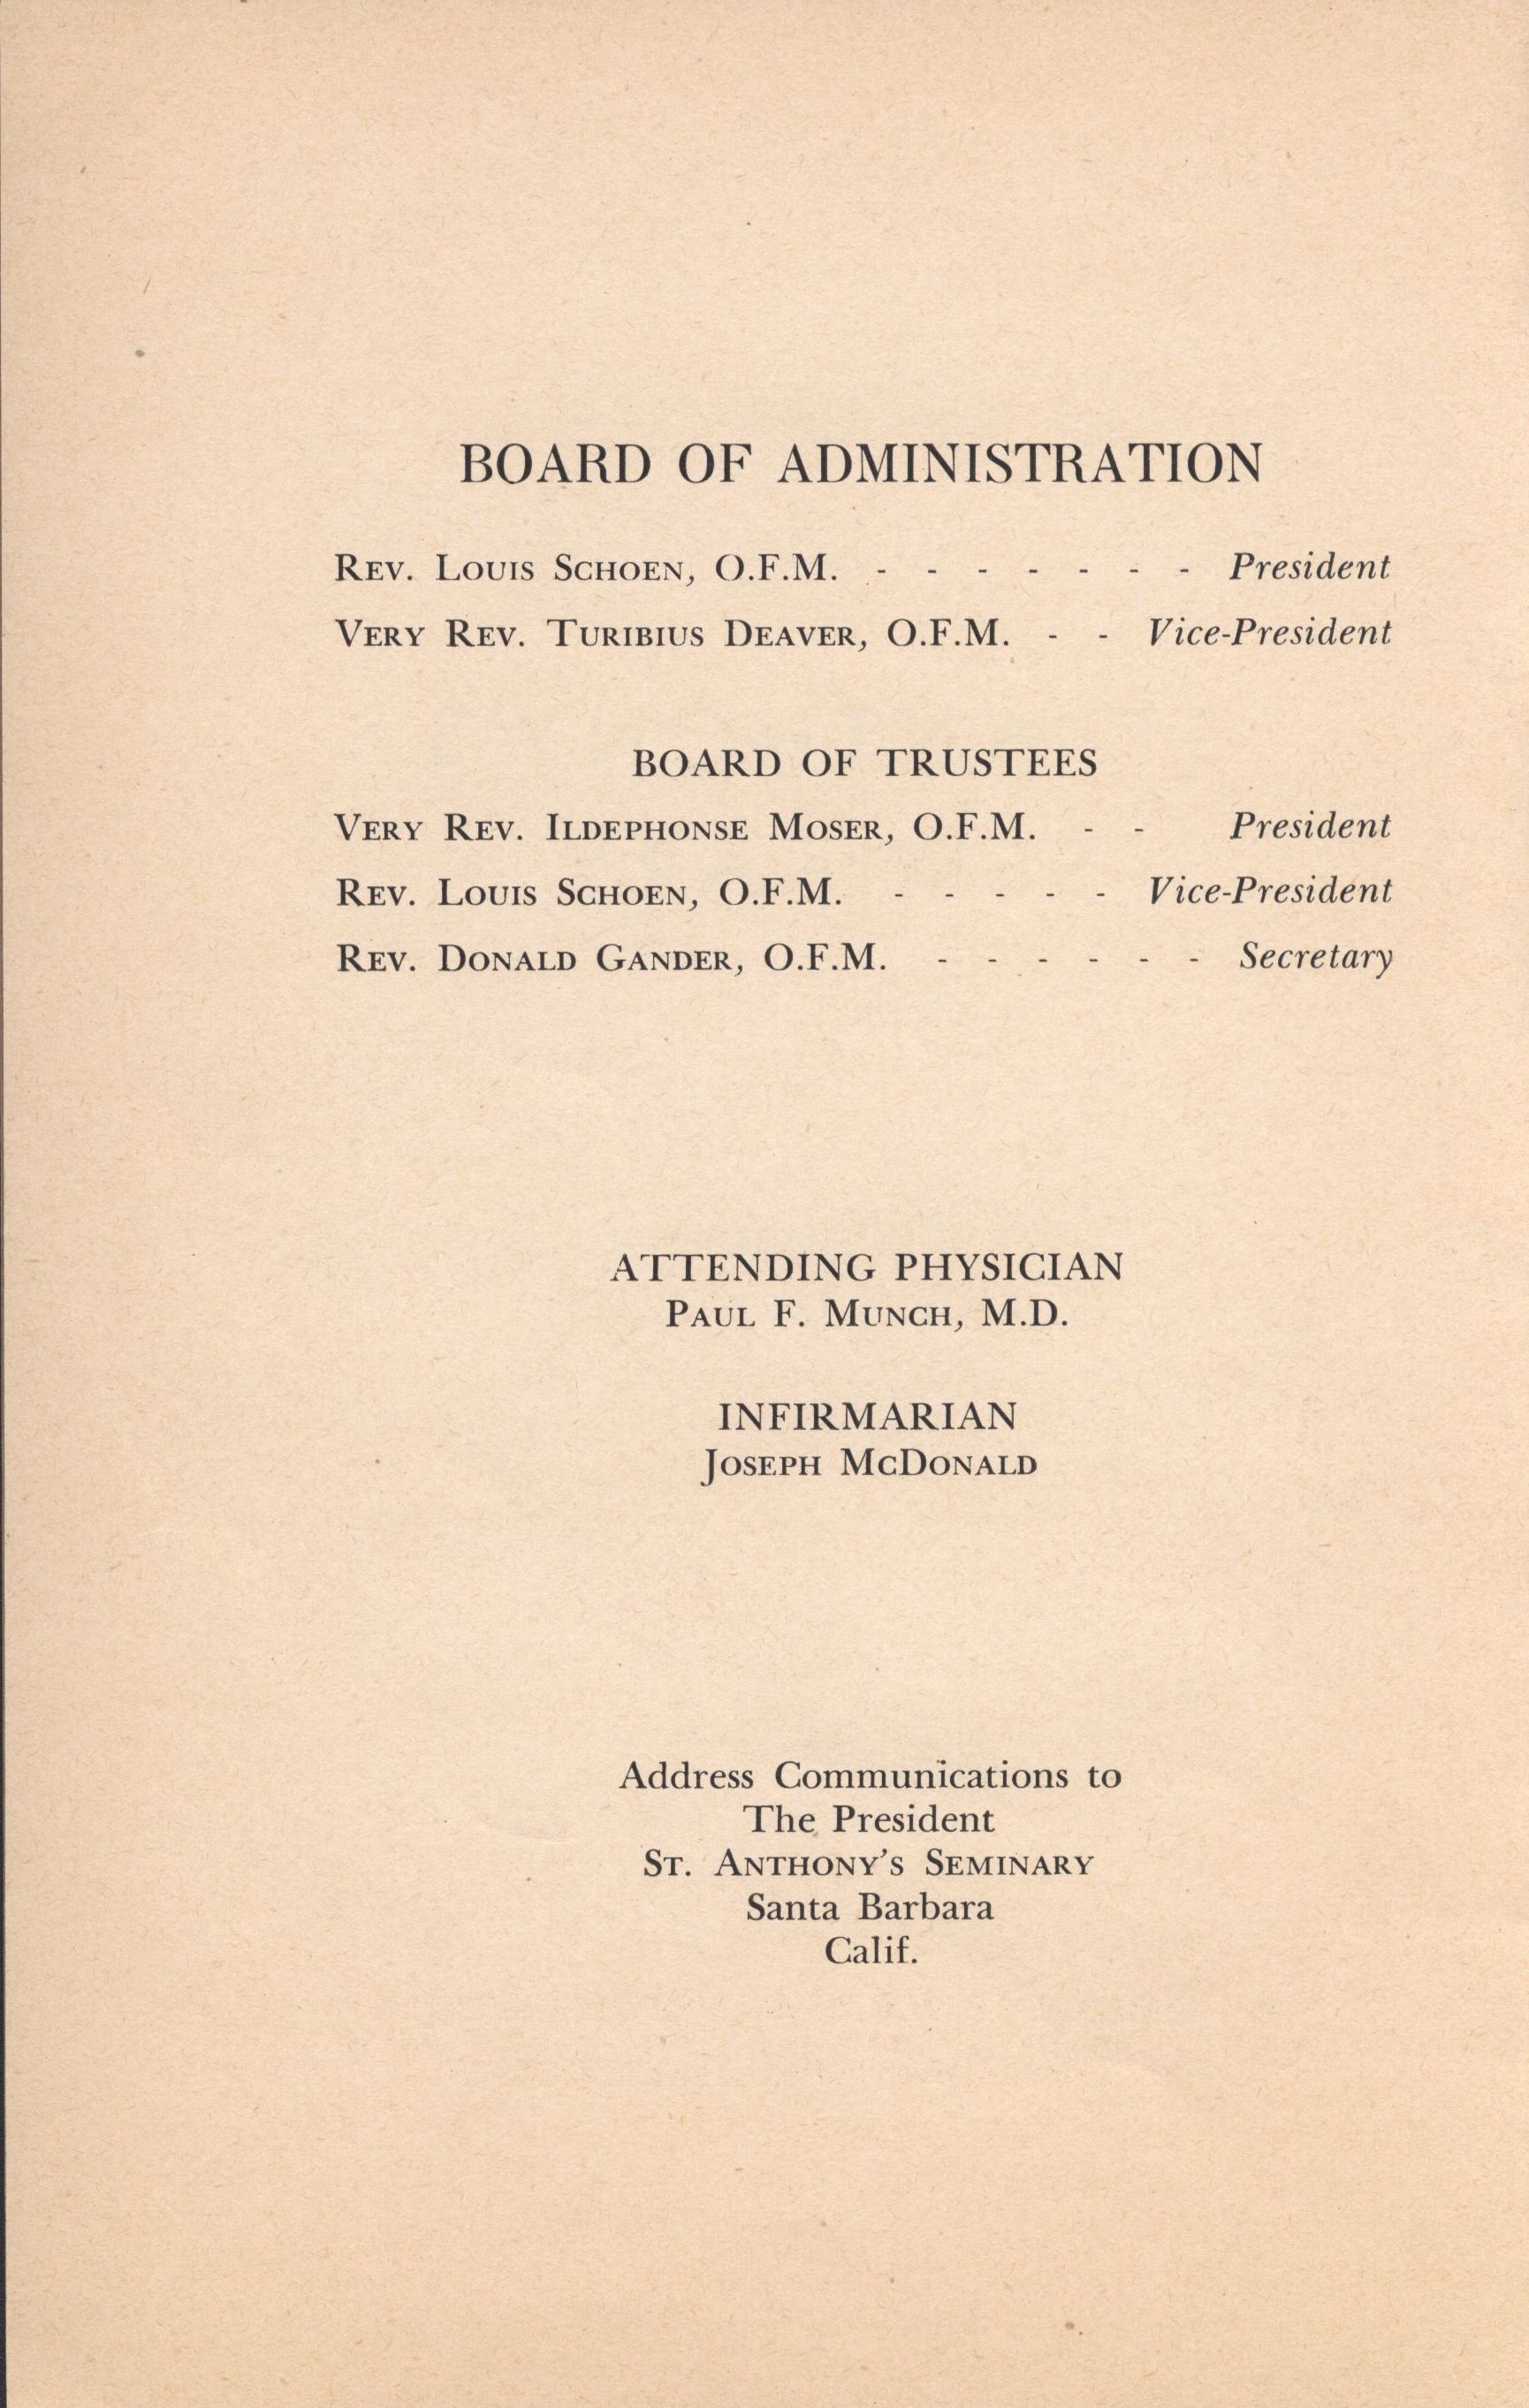 BOARD OF ADMINISTRATION
Rev. Louis Schoen, O.F.M. - - - - - - - President
Very Rev. Turibius Deaver, O.F.M. - - Vice-President
BOARD OF TRUSTEES
Very Rev. Ildephonse Moser, O.F.M. - - President
Rev. Louis Schoen, O.F.M. - - - - - Vice-President
Rev. Donald Gander, O.F.M. - - - - - - Secretary
ATTENDING PHYSICIAN
Paul F. Munch, M.D.
INFIRMARIAN
Joseph McDonald
Address Communications to
The President
St. Anthony's Seminary
Santa Barbara
Calif.